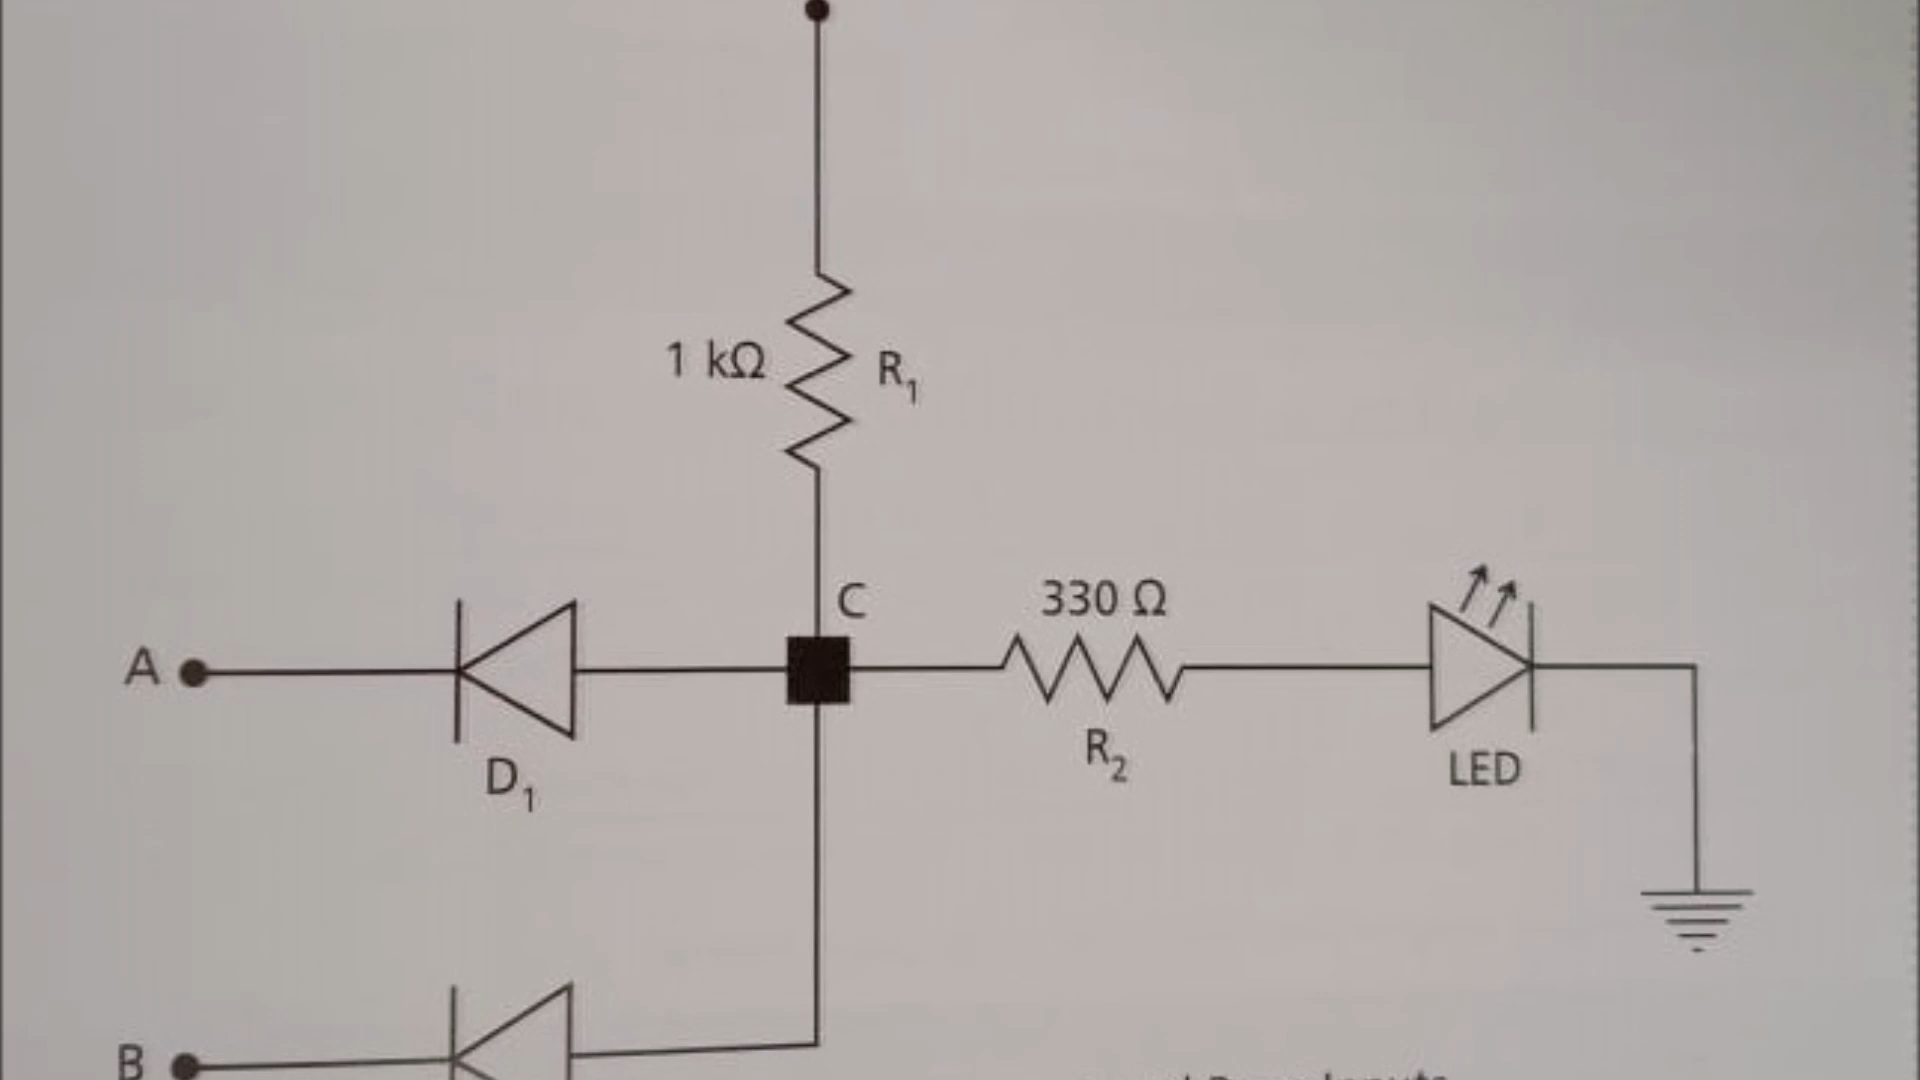 1 kΩ R₁
C
330 Ω
A
R₂
LED
D₁
B